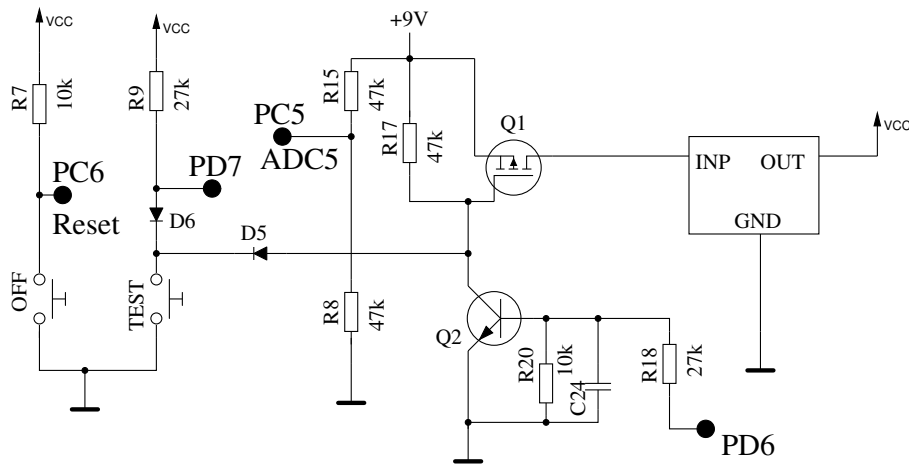 VCC
VCC
+9V
R7
10k
R9
27k
R15
47k
PC5
ADC5
R17
47k
Q1
VCC
INP
OUT
GND
PC6
Reset
PD7
D6
D5
OFF
TEST
R8
47k
Q2
R20
10k
C24
R18
27k
PD6